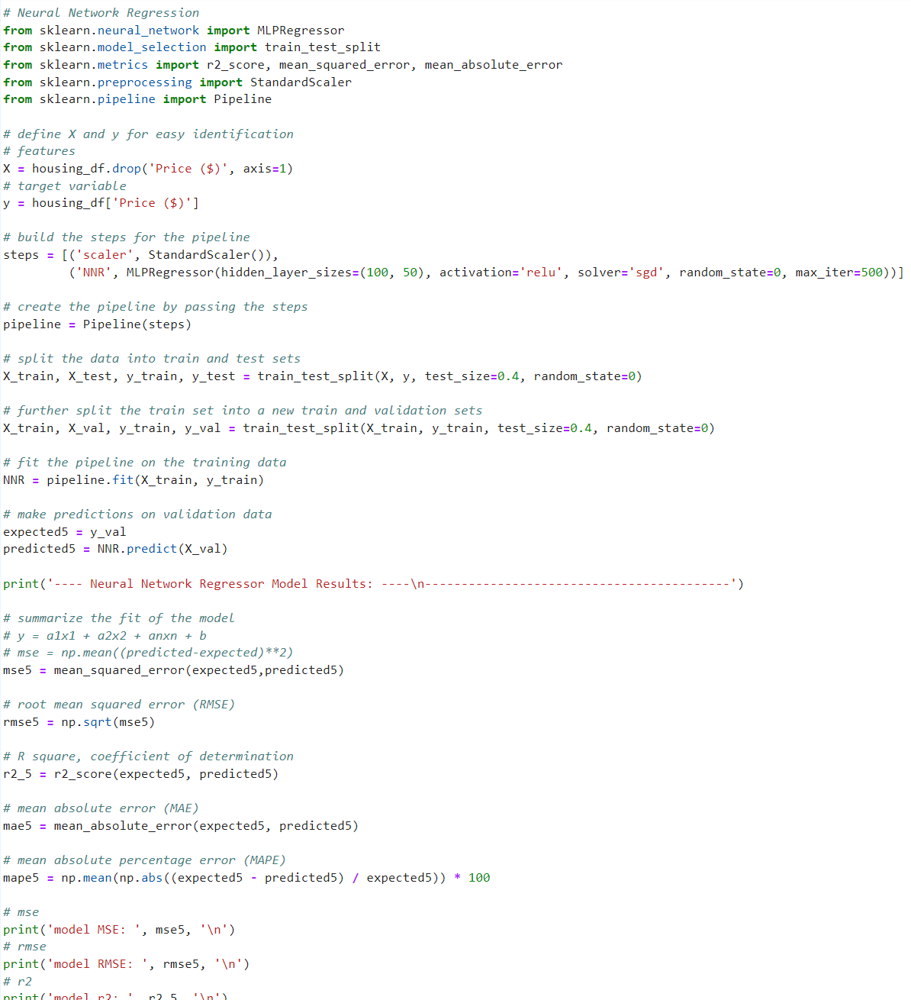 # Neural Network Regression
from sklearn.neural_network import MLPRegressor
from sklearn.model_selection import train_test_split
from sklearn.metrics import r2_score, mean_squared_error, mean_absolute_error
from sklearn.preprocessing import StandardScaler
from sklearn.pipeline import Pipeline

# define X and y for easy identification
# features
X = housing_df.drop('Price ($)', axis=1)
# target variable
y = housing_df['Price ($)']

# build the steps for the pipeline
steps = [('scaler', StandardScaler()),
         ('NNR', MLPRegressor(hidden_layer_sizes=(100, 50), activation='relu', solver='sgd', random_state=0, max_iter=500))]

# create the pipeline by passing the steps
pipeline = Pipeline(steps)

# split the data into train and test sets
X_train, X_test, y_train, y_test = train_test_split(X, y, test_size=0.4, random_state=0)

# further split the train set into a new train and validation sets
X_train, X_val, y_train, y_val = train_test_split(X_train, y_train, test_size=0.4, random_state=0)

# fit the pipeline on the training data
NNR = pipeline.fit(X_train, y_train)

# make predictions on validation data
expected5 = y_val
predicted5 = NNR.predict(X_val)

print('---- Neural Network Regressor Model Results: ----\n------------------------------------------')

# summarize the fit of the model
# y = a1x1 + a2x2 + anxn + b
# mse = np.mean((predicted-expected)**2)
mse5 = mean_squared_error(expected5,predicted5)

# root mean squared error (RMSE)
rmse5 = np.sqrt(mse5)

# R square, coefficient of determination
r2_5 = r2_score(expected5, predicted5)

# mean absolute error (MAE)
mae5 = mean_absolute_error(expected5, predicted5)

# mean absolute percentage error (MAPE)
mape5 = np.mean(np.abs((expected5 - predicted5) / expected5)) * 100

# mse
print('model MSE: ', mse5, '\n')
# rmse
print('model RMSE: ', rmse5, '\n')
# r2
print('model r2: ', r2_5, '\n')